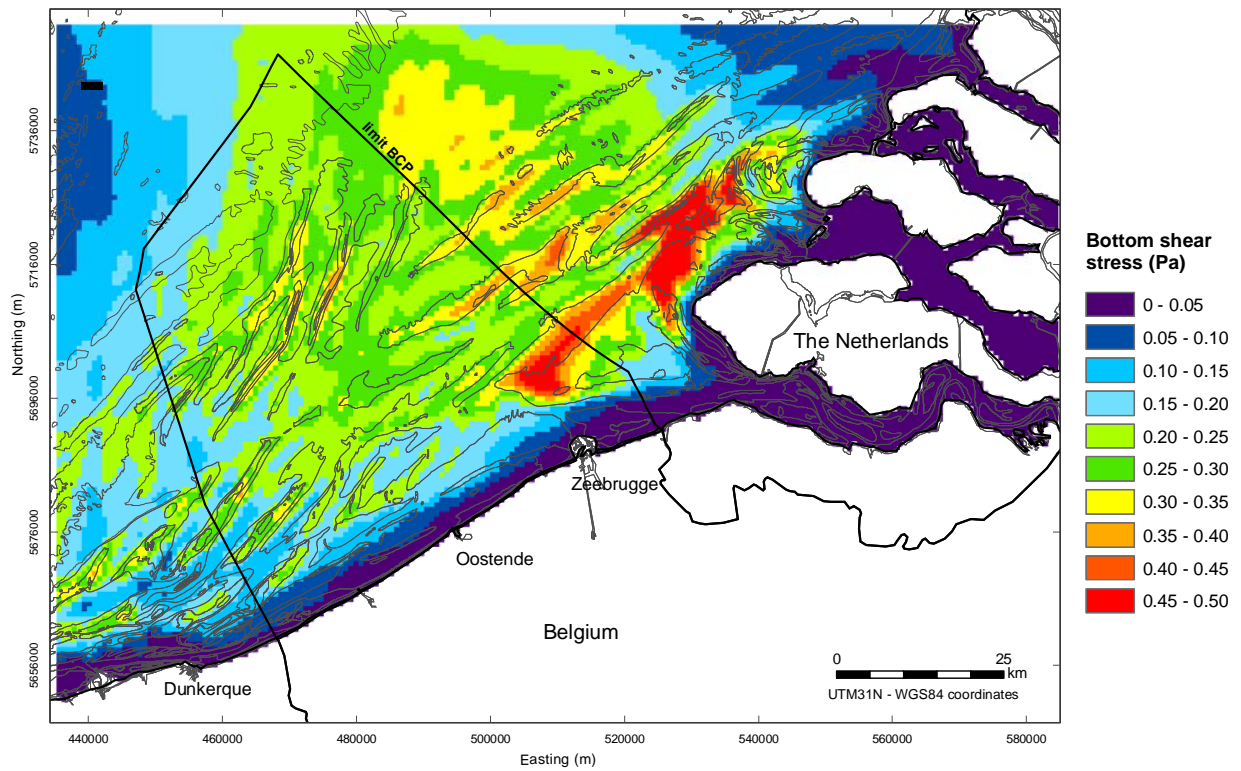 limit BCP
The Netherlands
Zeebrugge
Oostende
Belgium
Dunkerque
0 25
km
UTM31N - WGS84 coordinates
5736000
5716000
5696000
5676000
5656000
Northing (m)
440000 460000 480000 500000 520000 540000 560000 580000
Easting (m)
Bottom shear
stress (Pa)
0 - 0.05
0.05 - 0.10
0.10 - 0.15
0.15 - 0.20
0.20 - 0.25
0.25 - 0.30
0.30 - 0.35
0.35 - 0.40
0.40 - 0.45
0.45 - 0.50